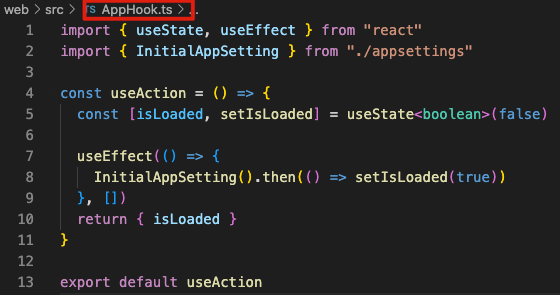 web > src > TS AppHook.ts > ...
1 import { useState, useEffect } from "react"
2 import { InitialAppSetting } from "./appsettings"
3
4 const useAction = () => {
5   const [isLoaded, setIsLoaded] = useState<boolean>(false)
6
7   useEffect(() => {
8     InitialAppSetting().then(() => setIsLoaded(true))
9   }, [])
10   return { isLoaded }
11 }
12
13 export default useAction